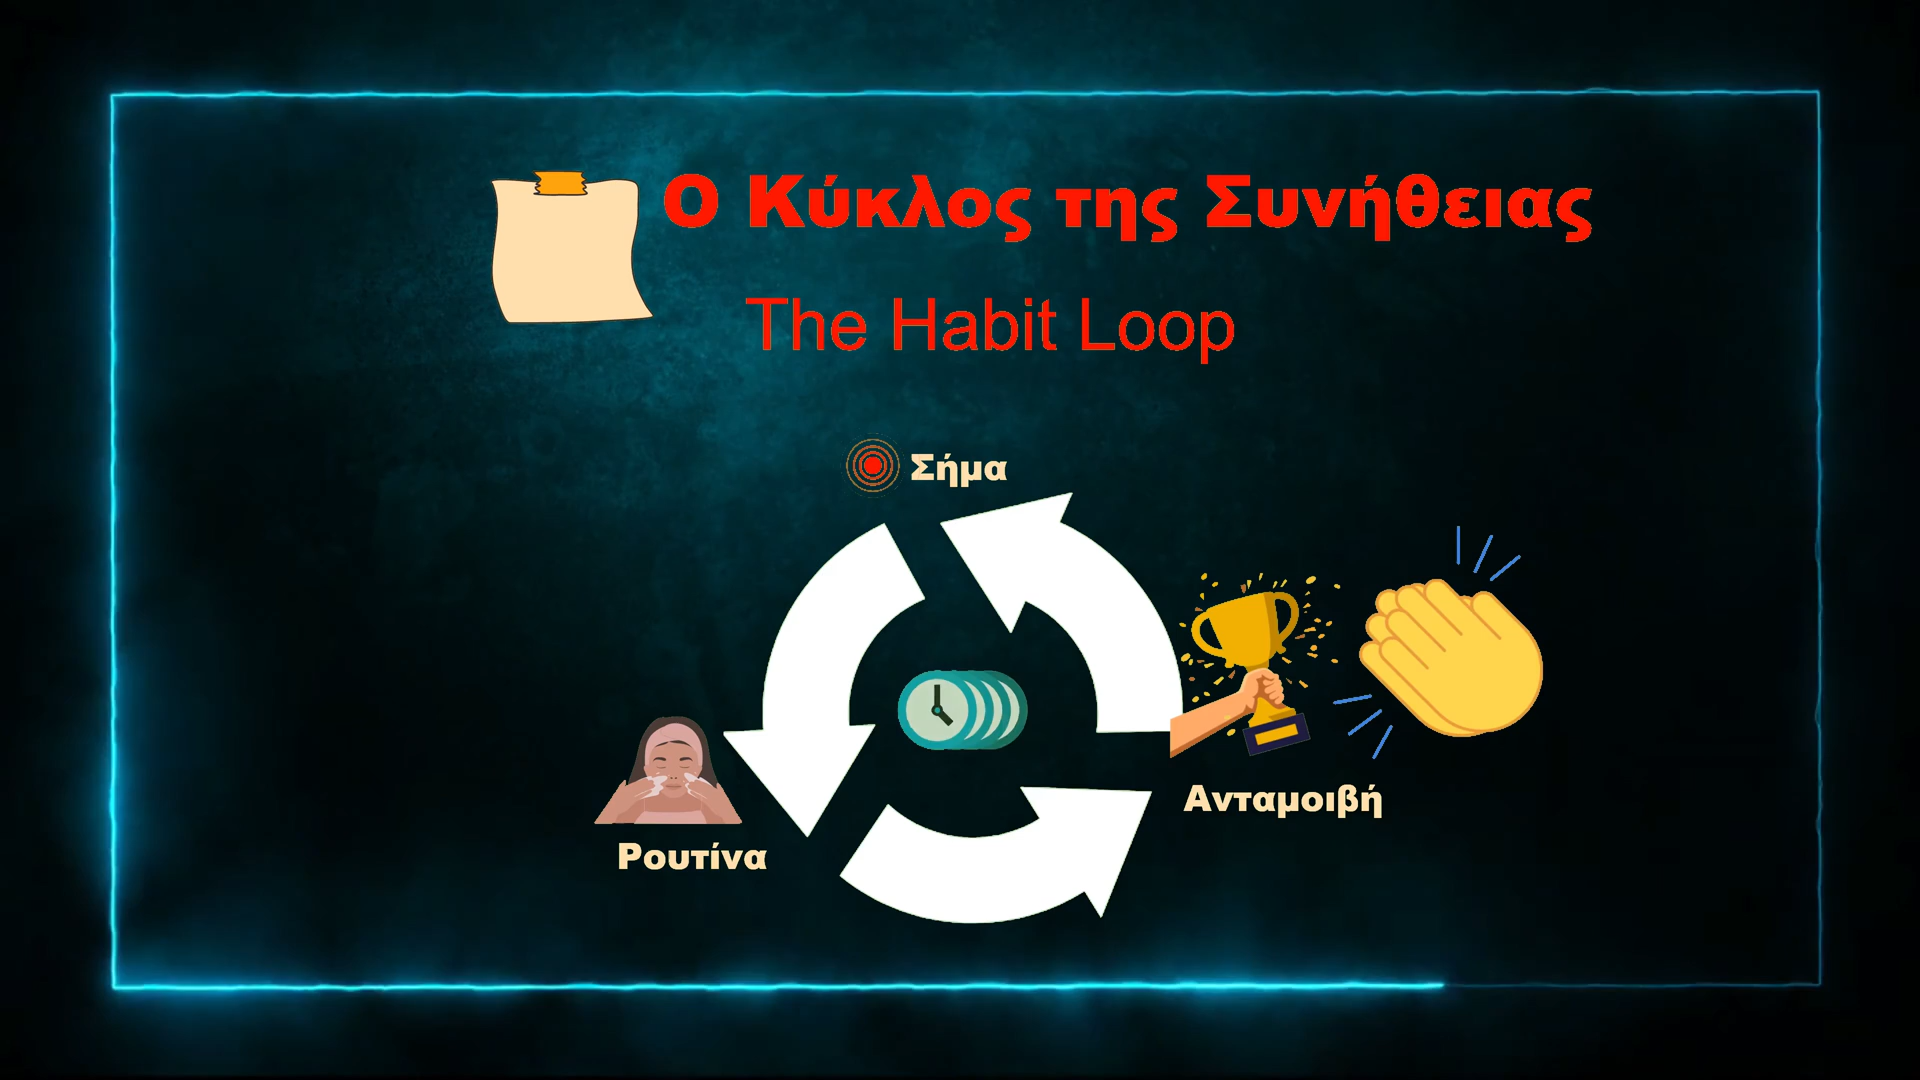 Ο Κύκλος της Συνήθειας
The Habit Loop
Σήμα
Ανταμοιβή
Ρουτίνα